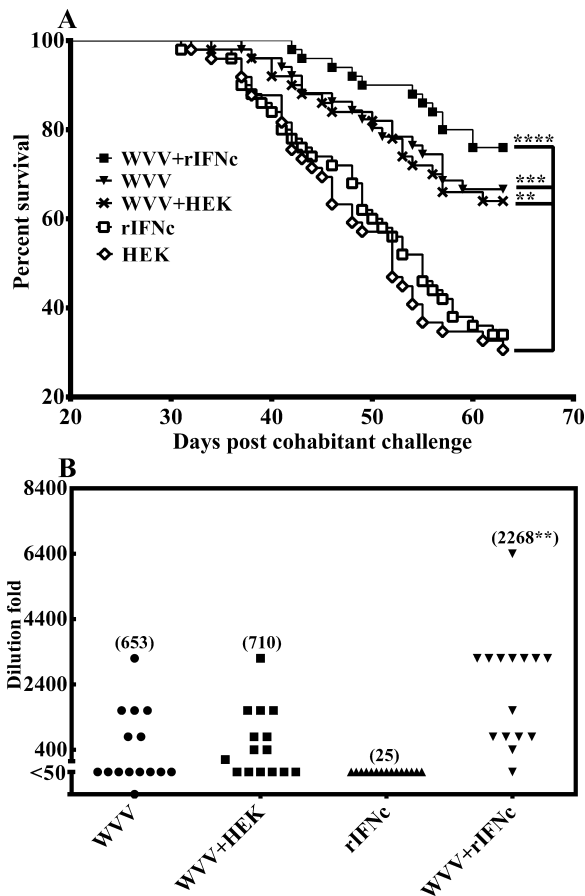 A
Percent survival
100
80
60
40
20
WVV+rIFNc
WVV
WVV+HEK
rIFNc
HEK
****
***
**
20 30 40 50 60 70
Days post cohabitant challenge
B
Dilution fold
8400
6400
4400
2400
400
<50
(653)
(710)
(25)
(2268**)
WVV
WVV+HEK
rIFNc
WVV+rIFNc